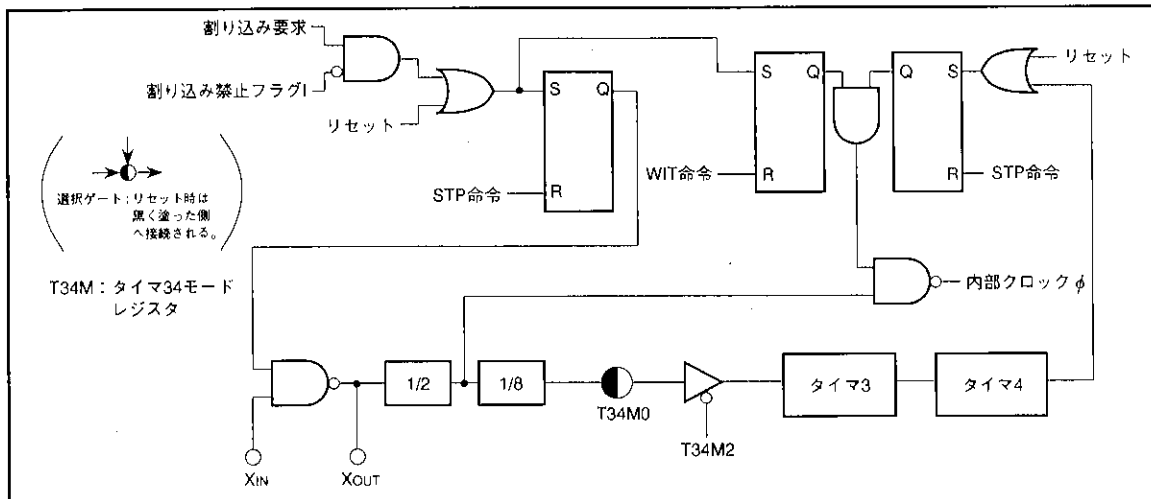 割り込み要求
割り込み禁止フラグI
リセット
S
Q
R
STP命令
S
Q
R
WIT命令
Q
S
R
STP命令
リセット
選択ゲート:リセット時は
黒く塗った側
へ接続される。
T34M:タイマ34モード
レジスタ
内部クロックφ
1/2
1/8
T34M0
T34M2
タイマ3
タイマ4
XIN
XOUT